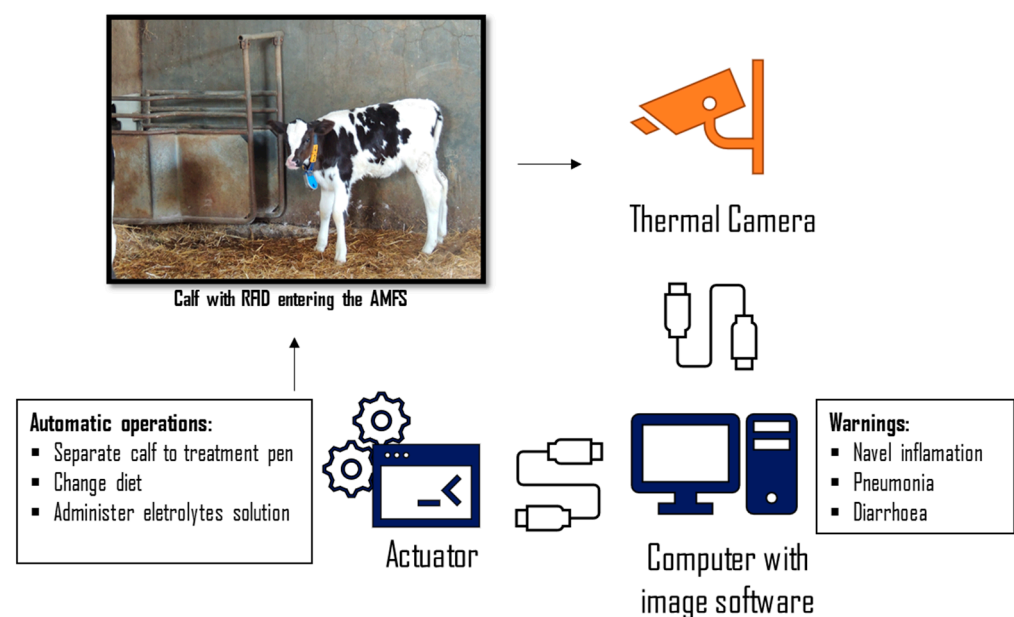 Calf with RFID entering the AMFS
Thermal Camera
Automatic operations:
▪ Separate calf to treatment pen
▪ Change diet
▪ Administer eletrolytes solution
Actuator
Computer with
image software
Warnings:
▪ Navel inflamation
▪ Pneumonia
▪ Diarrhoea